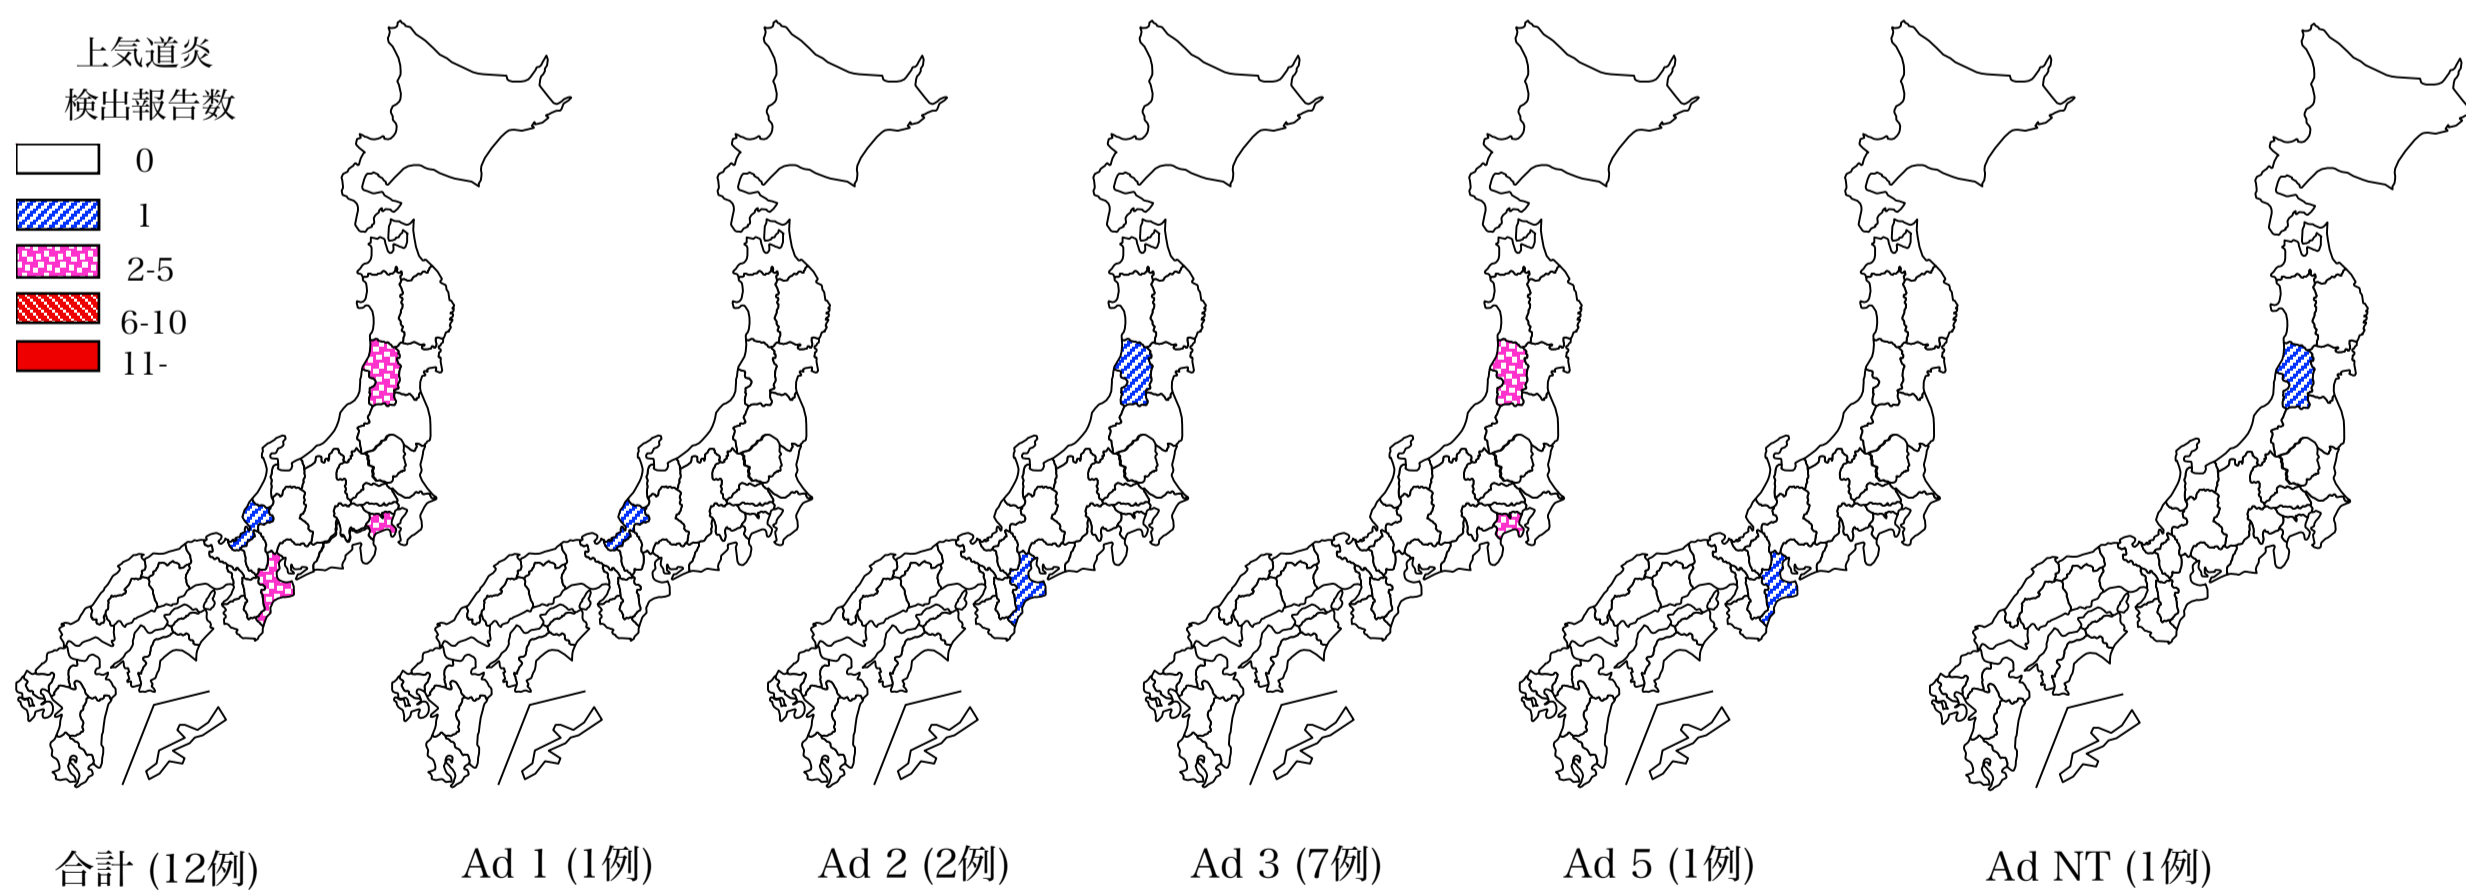 上気道炎
検出報告数
0
1
2-5
6-10
11-
合計 (12例)
Ad 1 (1例)
Ad 2 (2例)
Ad 3 (7例)
Ad 5 (1例)
Ad NT (1例)